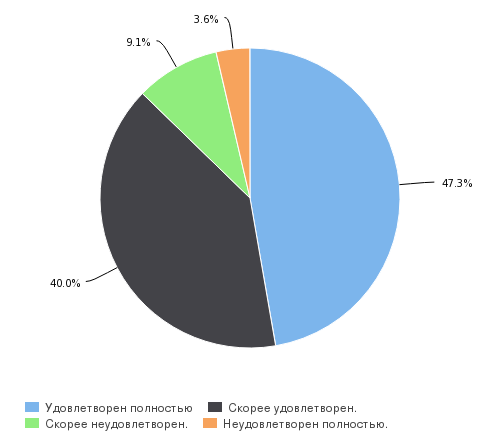 3.6%
9.1%
47.3%
40.0%
Удовлетворен полностью
Скорее удовлетворен.
Скорее неудовлетворен.
Неудовлетворен полностью.